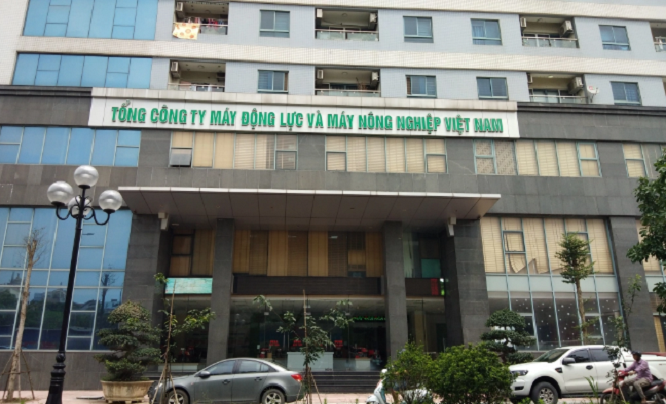 TỔNG CÔNG TY MÁY ĐỘNG LỰC VÀ MÁY NÔNG NGHIỆP VIỆT NAM